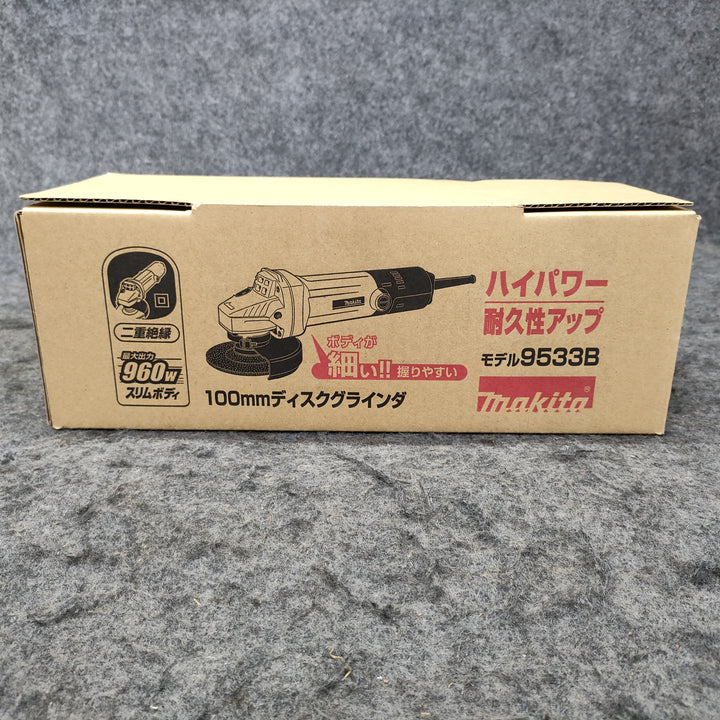 二重絶縁
最大出力
960W
スリムボディ
makita
ボディが
細い!! 握りやすい
100mmディスクグラインダ
ハイパワー
耐久性アップ
モデル9533B
makita®